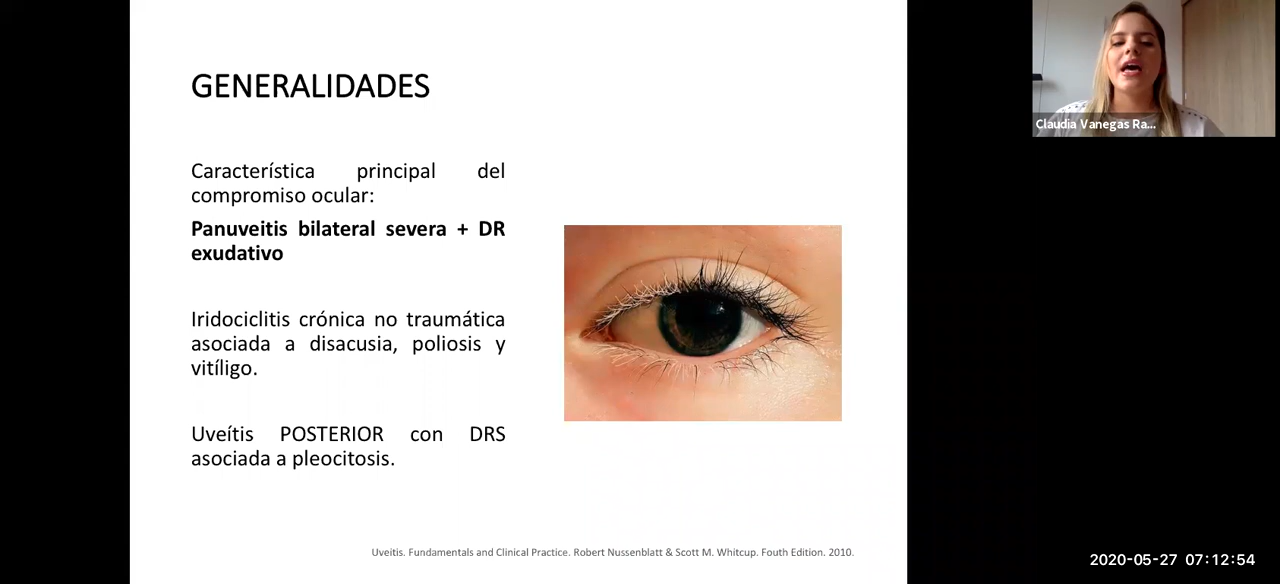 GENERALIDADES
Característica principal del
compromiso ocular:
Panuveitis bilateral severa + DR
exudativo
Iridociclitis crónica no traumática
asociada a disacusia, poliosis y
vitíligo.
Uveítis POSTERIOR con DRS
asociada a pleocitosis.
Uveitis. Fundamentals and Clinical Practice. Robert Nussenblatt & Scott M. Whitcup. Fouth Edition. 2010.
Claudia Vanegas Ra...
2020-05-27 07:12:54